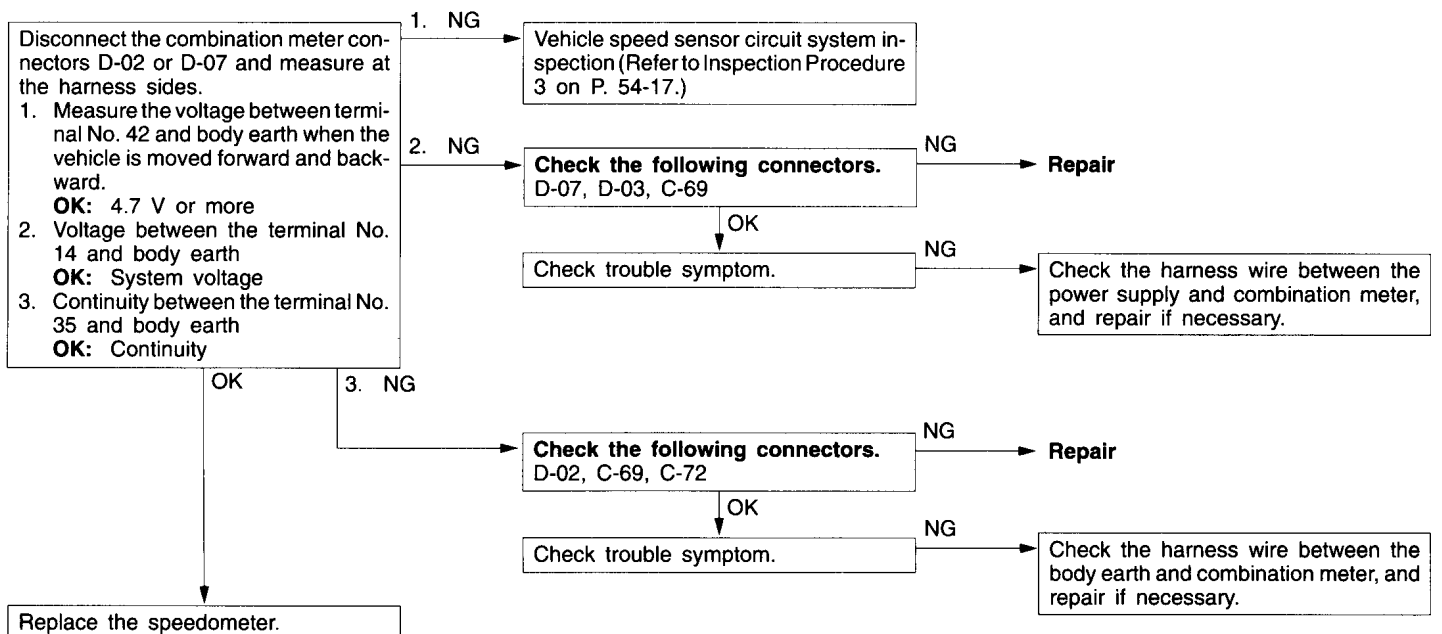 Disconnect the combination meter con-
nectors D-02 or D-07 and measure at
the harness sides.
1. Measure the voltage between termi-
nal No. 42 and body earth when the
vehicle is moved forward and back-
ward.
OK: 4.7 V or more
2. Voltage between the terminal No.
14 and body earth
OK: System voltage
3. Continuity between the terminal No.
35 and body earth
OK: Continuity
1. NG
Vehicle speed sensor circuit system in-
spection (Refer to Inspection Procedure
3 on P. 54-17.)
2. NG
Check the following connectors.
D-07, D-03, C-69
NG
Repair
OK
Check trouble symptom.
NG
Check the harness wire between the
power supply and combination meter,
and repair if necessary.
OK
3. NG
Check the following connectors.
D-02, C-69, C-72
NG
Repair
OK
Check trouble symptom.
NG
Check the harness wire between the
body earth and combination meter, and
repair if necessary.
Replace the speedometer.